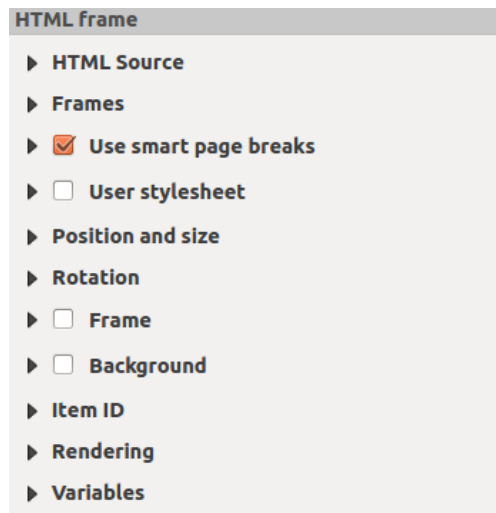 HTML frame
HTML Source
Frames
Use smart page breaks
User stylesheet
Position and size
Rotation
Frame
Background
Item ID
Rendering
Variables